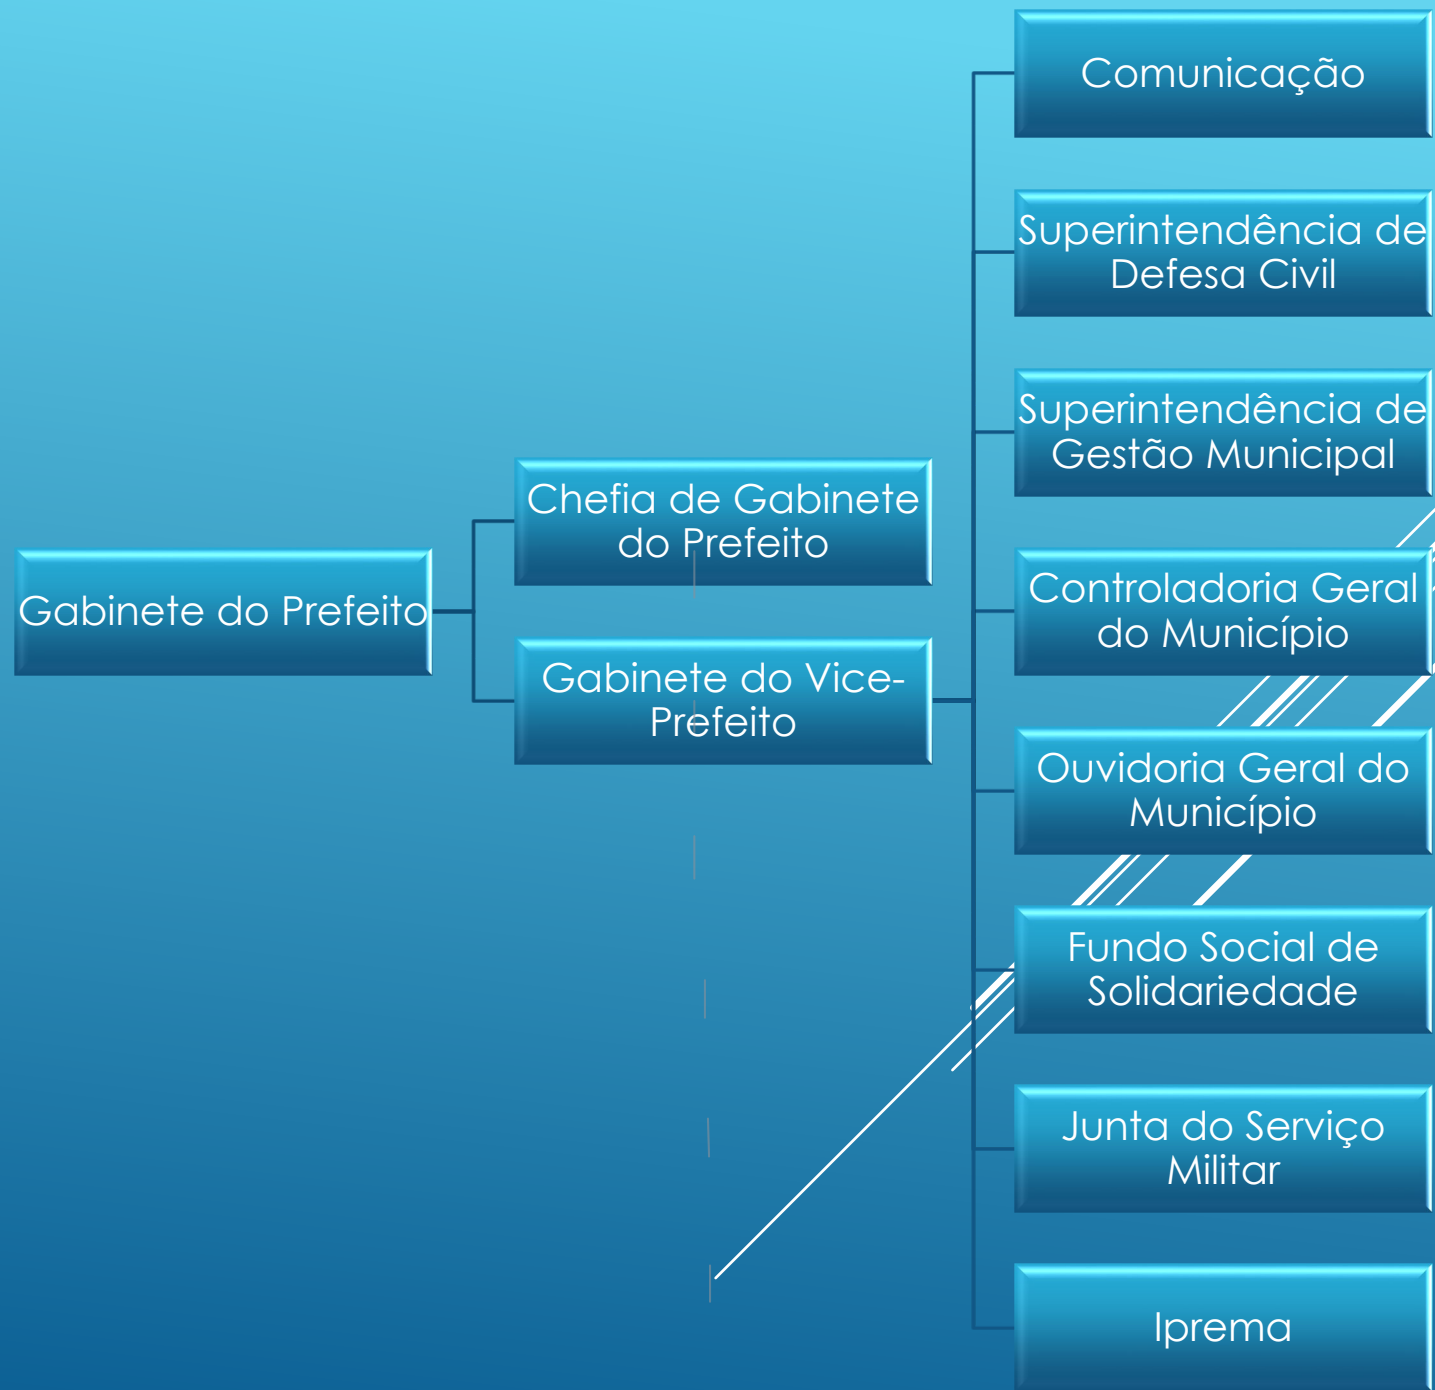 Gabinete do Prefeito
Chefia de Gabinete
do Prefeito
Gabinete do Vice-
Prefeito
Comunicação
Superintendência de
Defesa Civil
Superintendência de
Gestão Municipal
Controladoria Geral
do Município
Ouvidoria Geral do
Município
Fundo Social de
Solidariedade
Junta do Serviço
Militar
Iprema